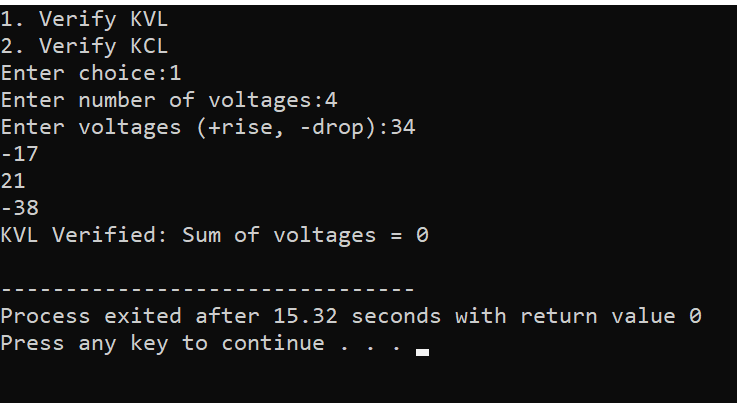 1. Verify KVL
2. Verify KCL
Enter choice:1
Enter number of voltages:4
Enter voltages (+rise, -drop):34
-17
21
-38
KVL Verified: Sum of voltages = 0
--------------------------------
Process exited after 15.32 seconds with return value 0
Press any key to continue . . .